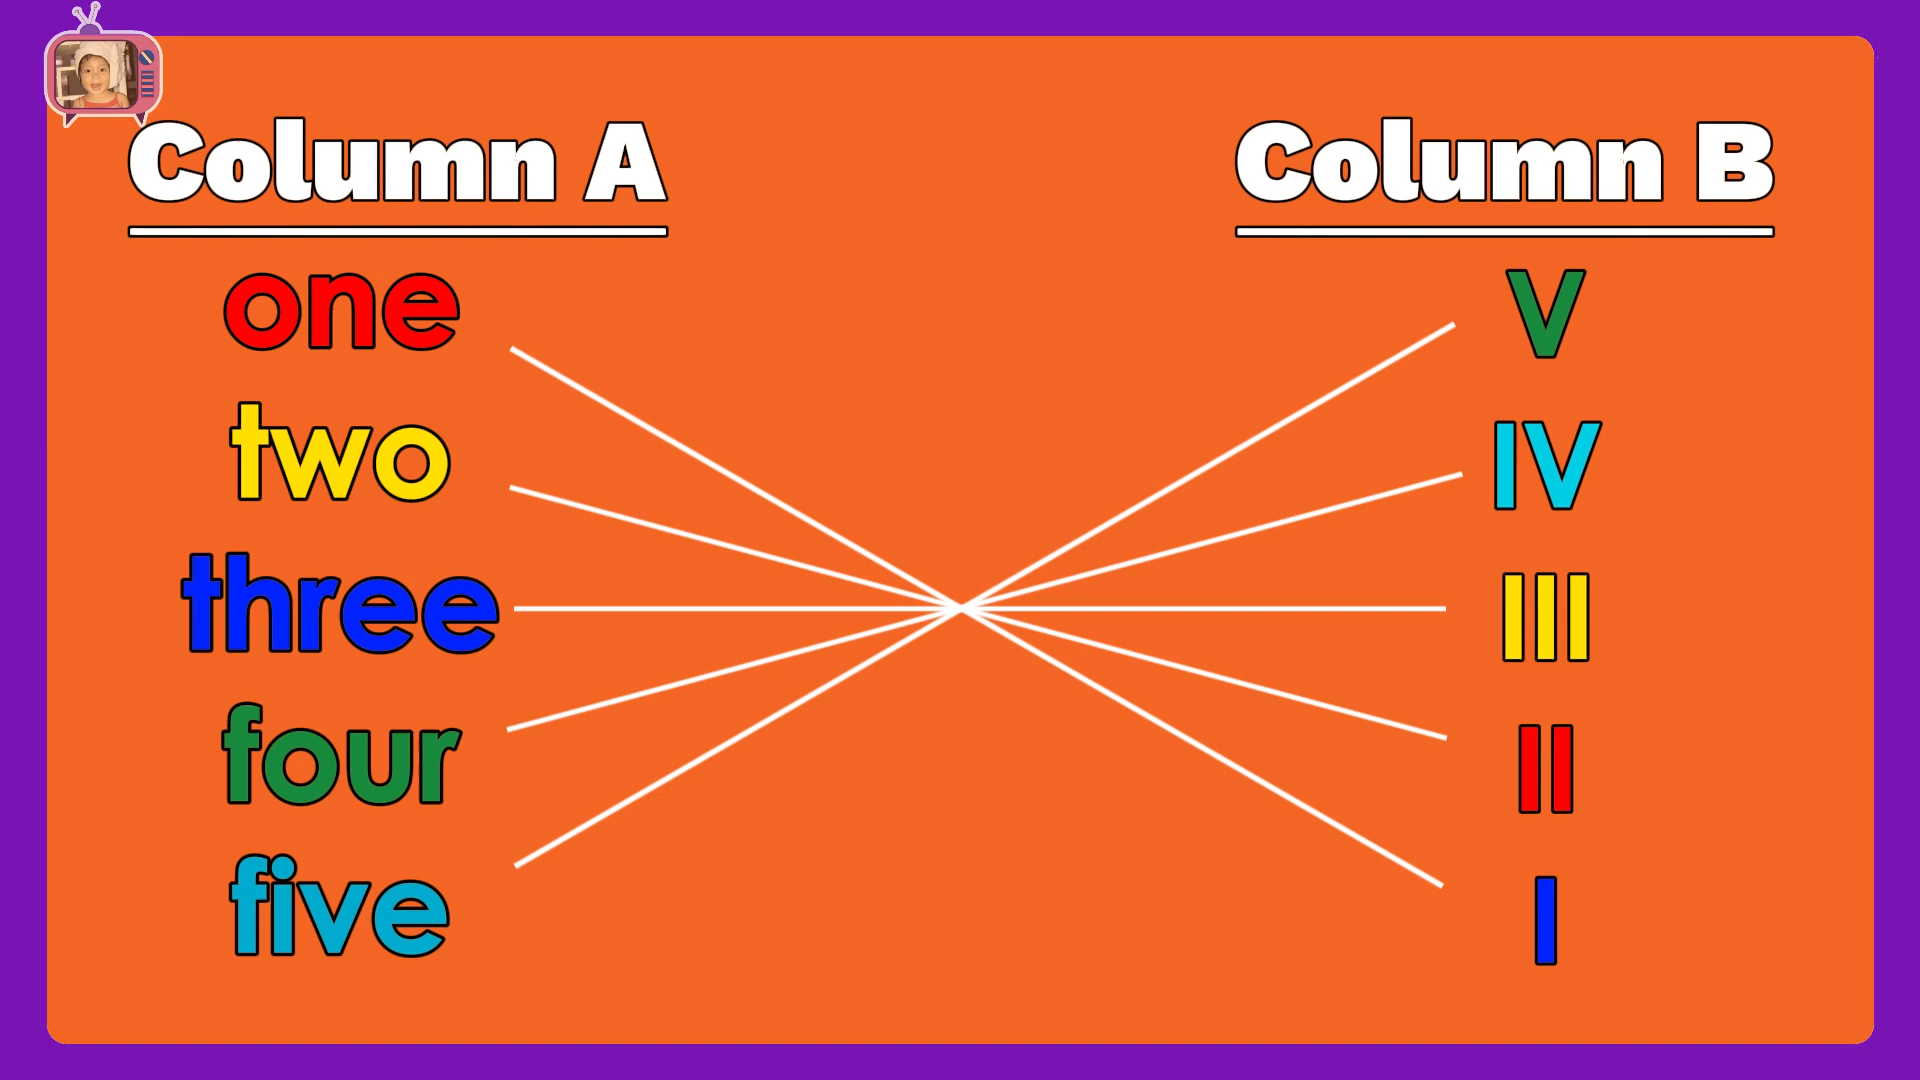 Column A
one
two
three
four
five
Column B
V
IV
III
II
I